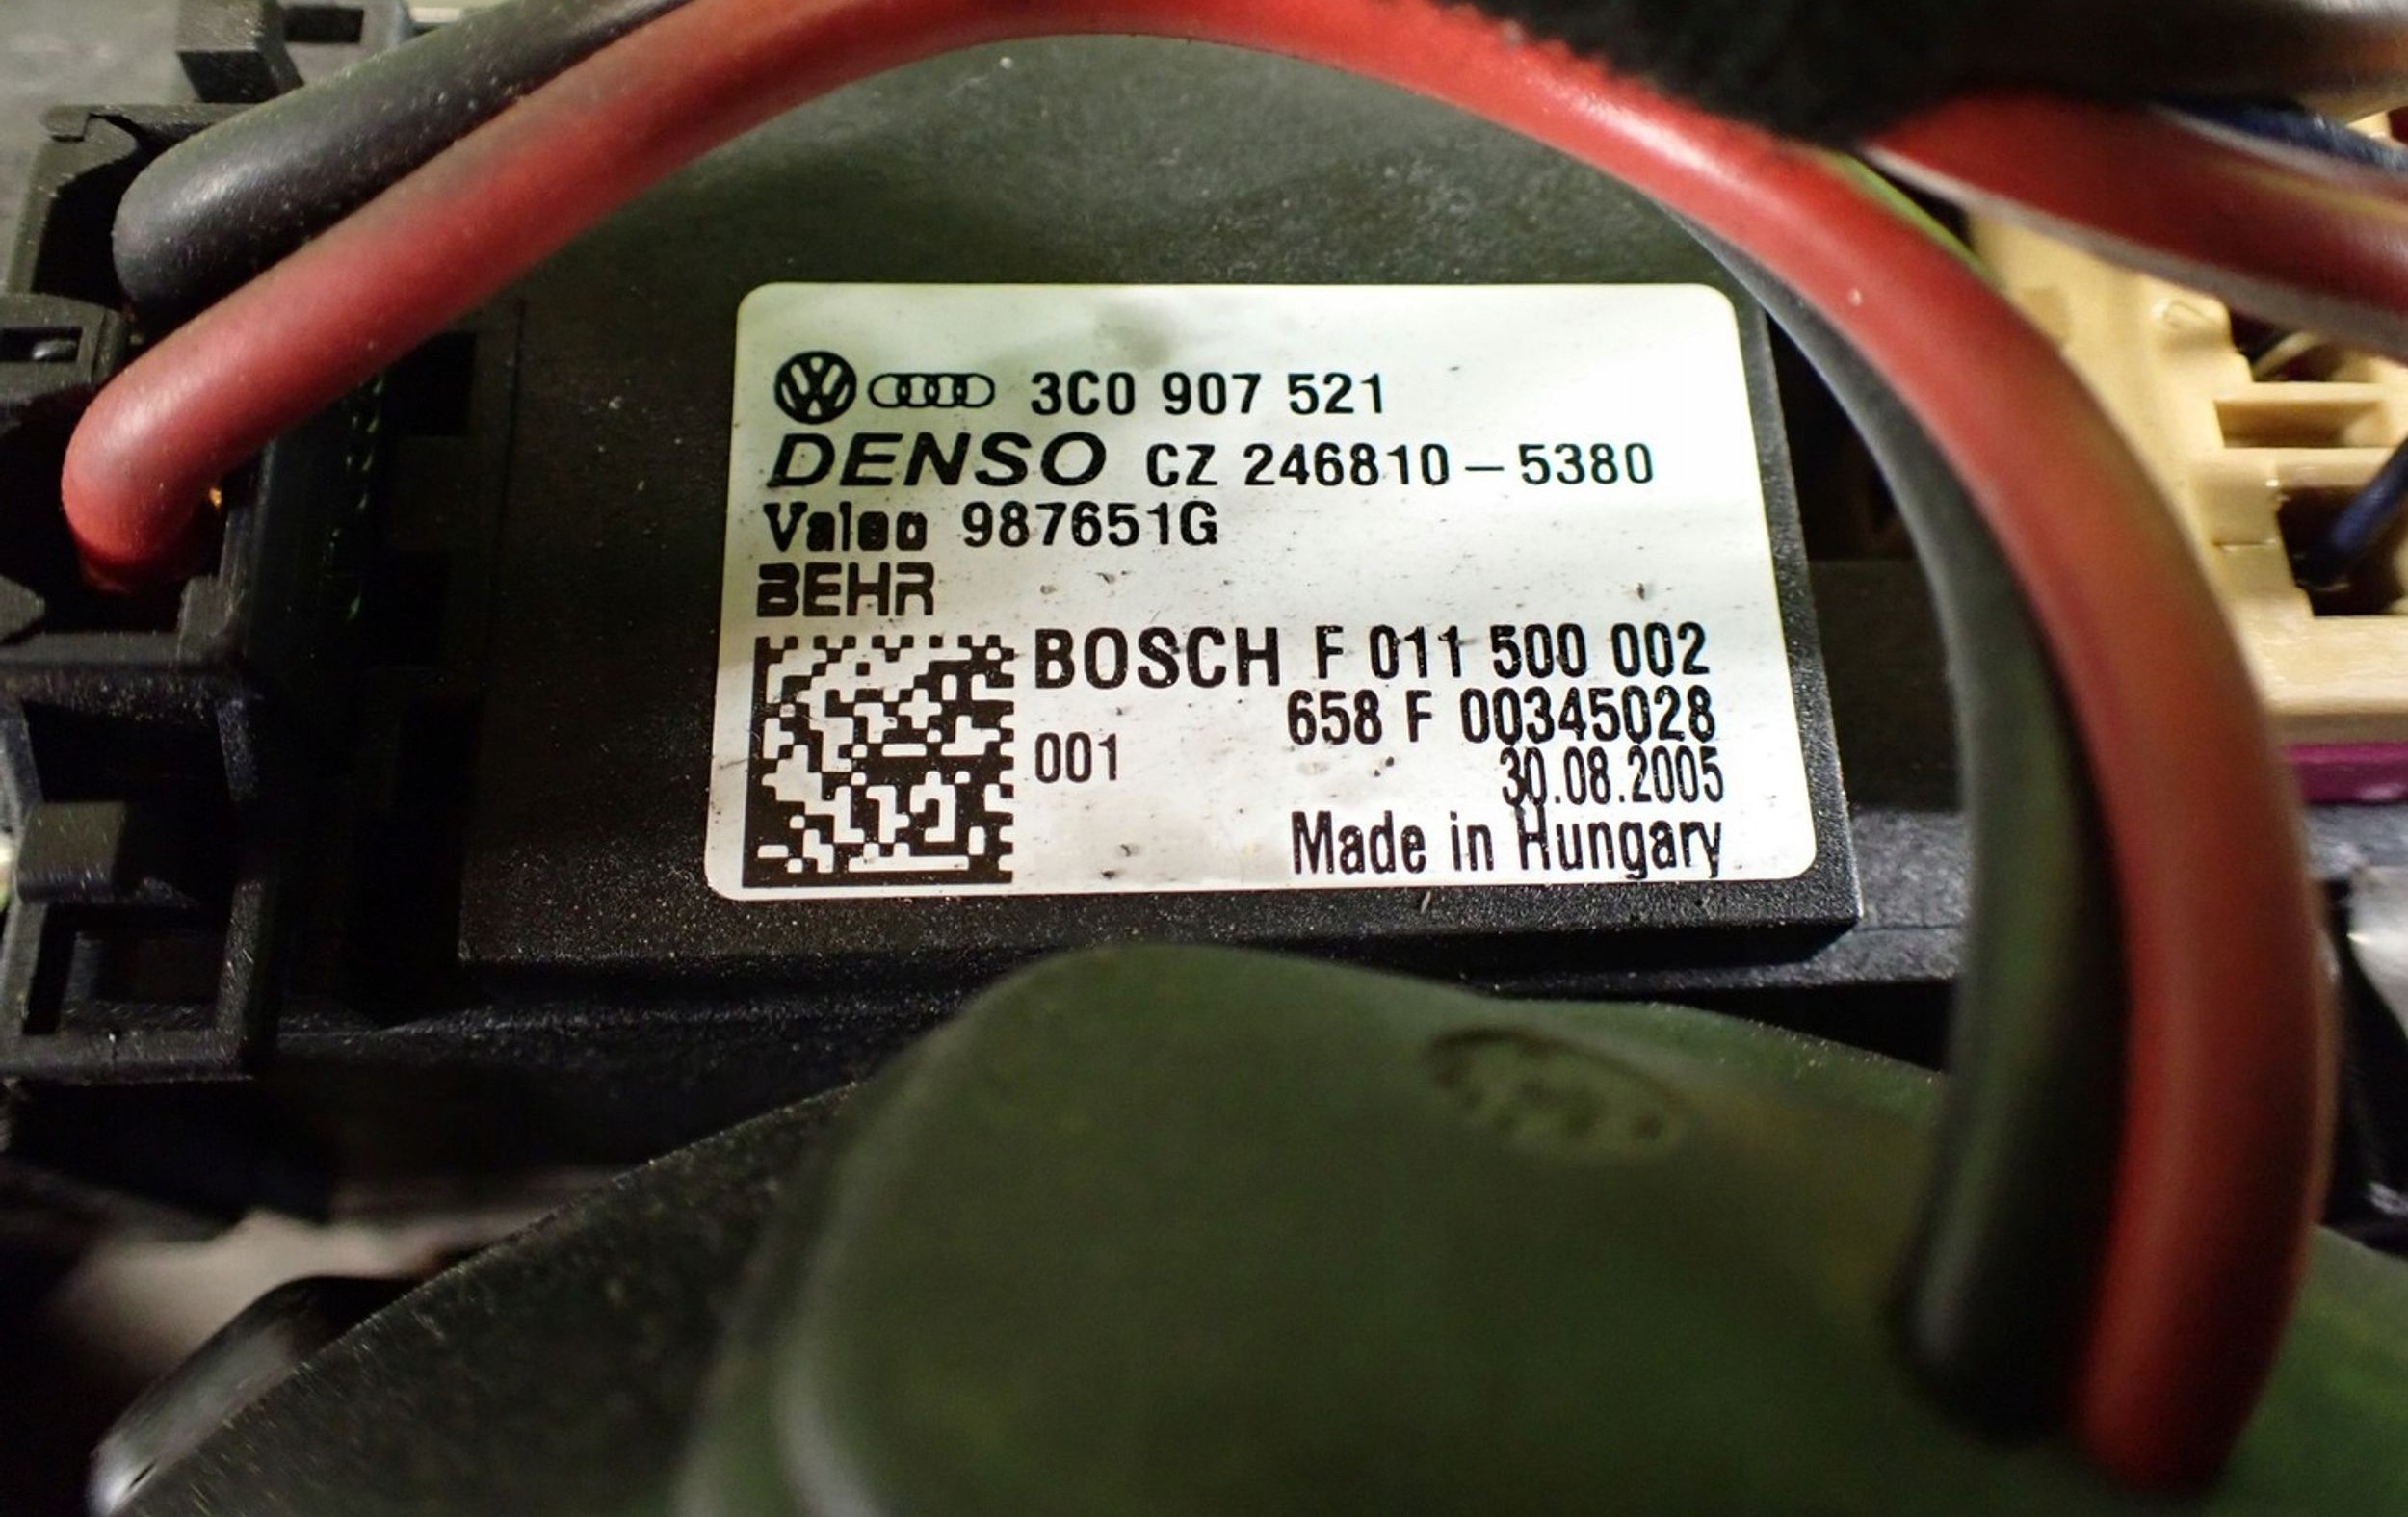 3C0 907 521
DENSO CZ 246810-5380
Valeo 987651G
BEHR
BOSCH F 011 500 002
658 F 00345028
001 30.08.2005
Made in Hungary